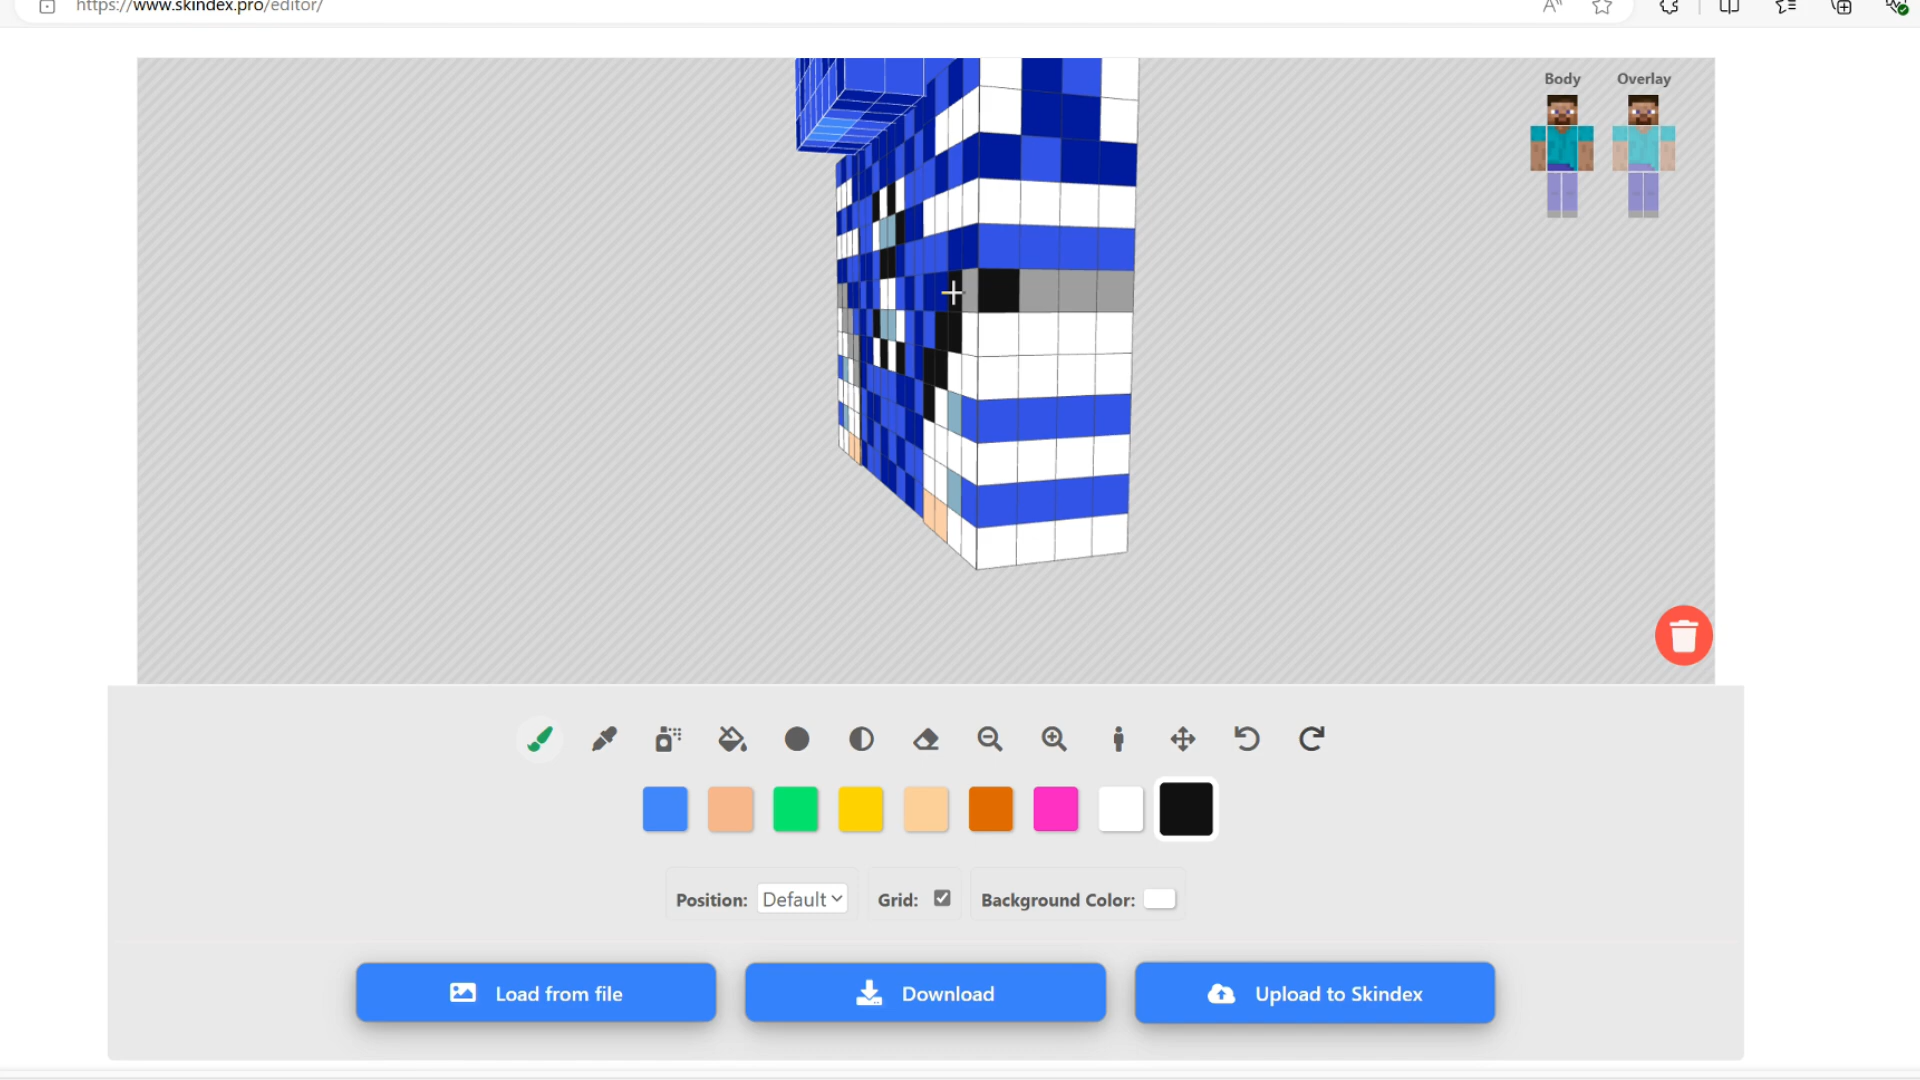 https://www.skindex.pro/editor/
Body Overlay
Position: Default Grid: Background Color:
Load from file Download Upload to Skindex